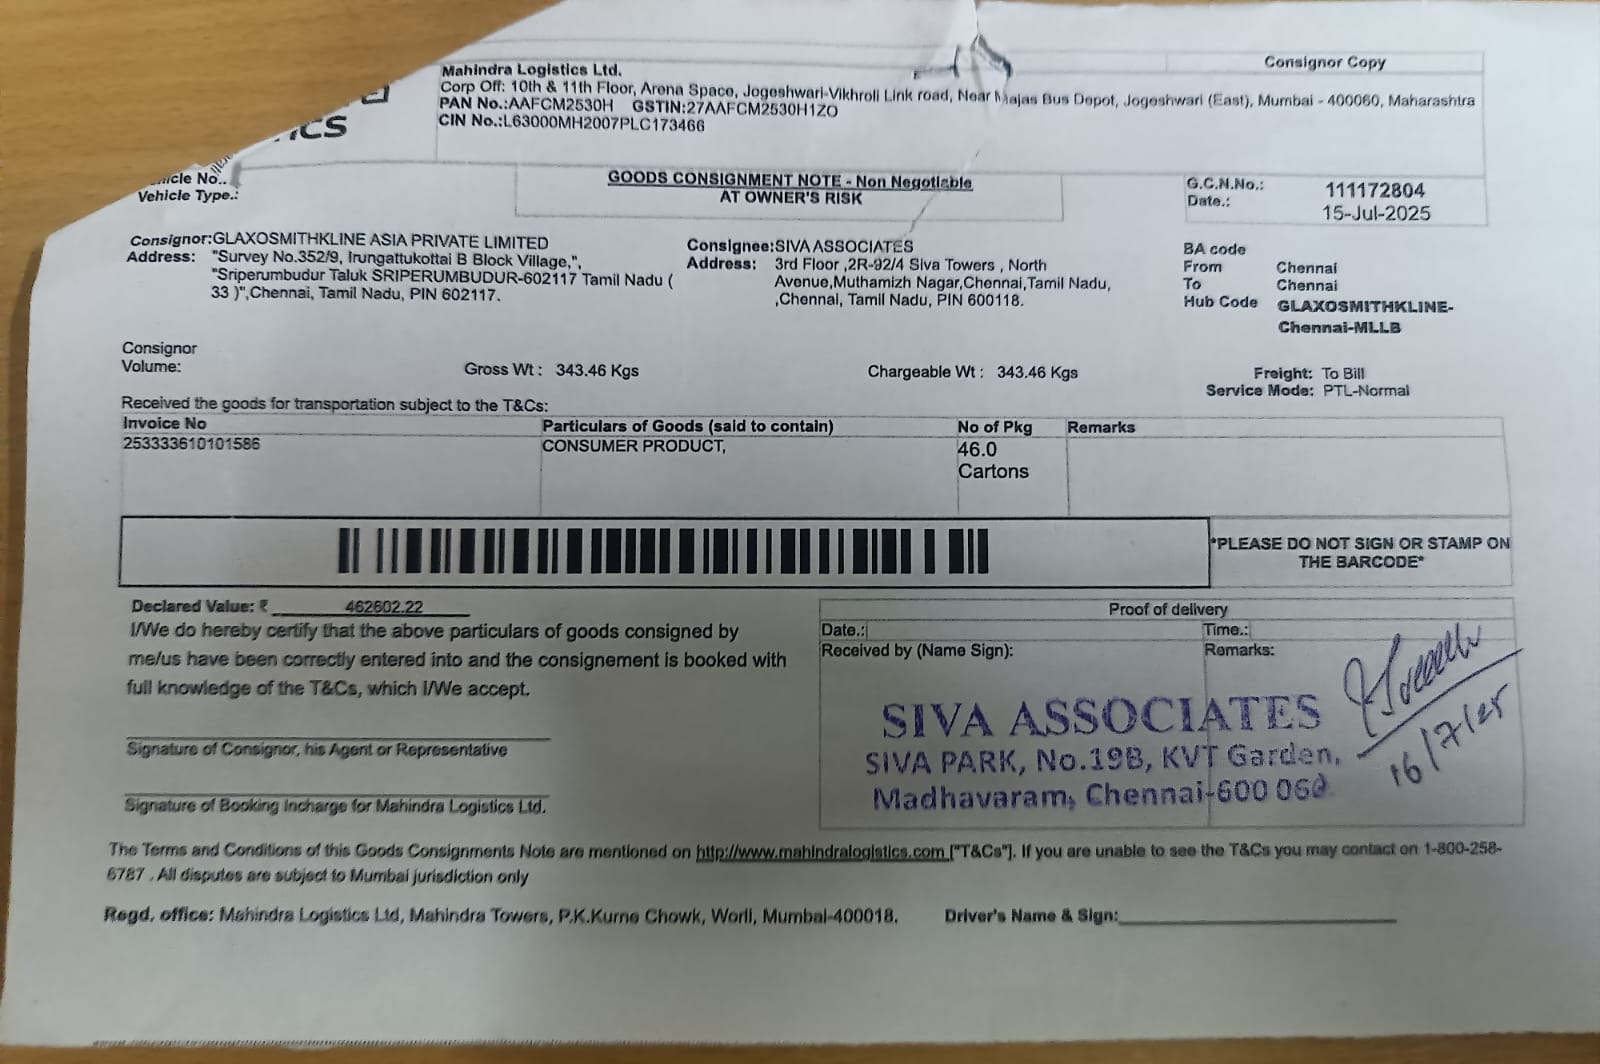 Consignor Copy
Mahindra Logistics Ltd.
Corp Off: 10th & 11th Floor, Arena Space, Jogeshwari-Vikhroli Link road, Near Majas Bus Depot, Jogeshwari (East), Mumbai - 400060, Maharashtra
PAN No.:AAFCM2530H GSTIN:27AAFCM2530H1ZO
CIN No.:L63000MH2007PLC173466
ICS
hicle No..
Vehicle Type.:
GOODS CONSIGNMENT NOTE - Non Negotiable
AT OWNER'S RISK
G.C.N.No.: 111172804
Date.: 15-Jul-2025
Consignor:GLAXOSMITHKLINE ASIA PRIVATE LIMITED
Address: "Survey No.352/9, Irungattukottai B Block Village,",
"Sriperumbudur Taluk SRIPERUMBUDUR-602117 Tamil Nadu (
33 )",Chennai, Tamil Nadu, PIN 602117.
Consignee:SIVA ASSOCIATES
Address: 3rd Floor ,2R-92/4 Siva Towers , North
Avenue,Muthamizh Nagar,Chennai,Tamil Nadu,
,Chennai, Tamil Nadu, PIN 600118.
BA code
From Chennai
To Chennai
Hub Code GLAXOSMITHKLINE-
Chennai-MLLB
Consignor
Volume:
Gross Wt : 343.46 Kgs
Chargeable Wt : 343.46 Kgs
Freight: To Bill
Service Mode: PTL-Normal
Received the goods for transportation subject to the T&Cs:
Invoice No Particulars of Goods (said to contain) No of Pkg Remarks
253333610101586 CONSUMER PRODUCT, 46.0
Cartons
*PLEASE DO NOT SIGN OR STAMP ON
THE BARCODE*
Declared Value: ₹ 462602.22
I/We do hereby certify that the above particulars of goods consigned by
me/us have been correctly entered into and the consignement is booked with
full knowledge of the T&Cs, which I/We accept.
Signature of Consignor, his Agent or Representative
Signature of Booking Incharge for Mahindra Logistics Ltd.
Proof of delivery
Date.: Time.:
Received by (Name Sign): Remarks:
SIVA ASSOCIATES
SIVA PARK, No.19B, KVT Garden,
Madhavaram, Chennai-600 060
16/7/25
The Terms and Conditions of this Goods Consignments Note are mentioned on http://www.mahindralogistics.com ["T&Cs"]. If you are unable to see the T&Cs you may contact on 1-800-258-
6787 . All disputes are subject to Mumbai jurisdiction only
Regd. office: Mahindra Logistics Ltd, Mahindra Towers, P.K.Kurne Chowk, Worli, Mumbai-400018.
Driver's Name & Sign: